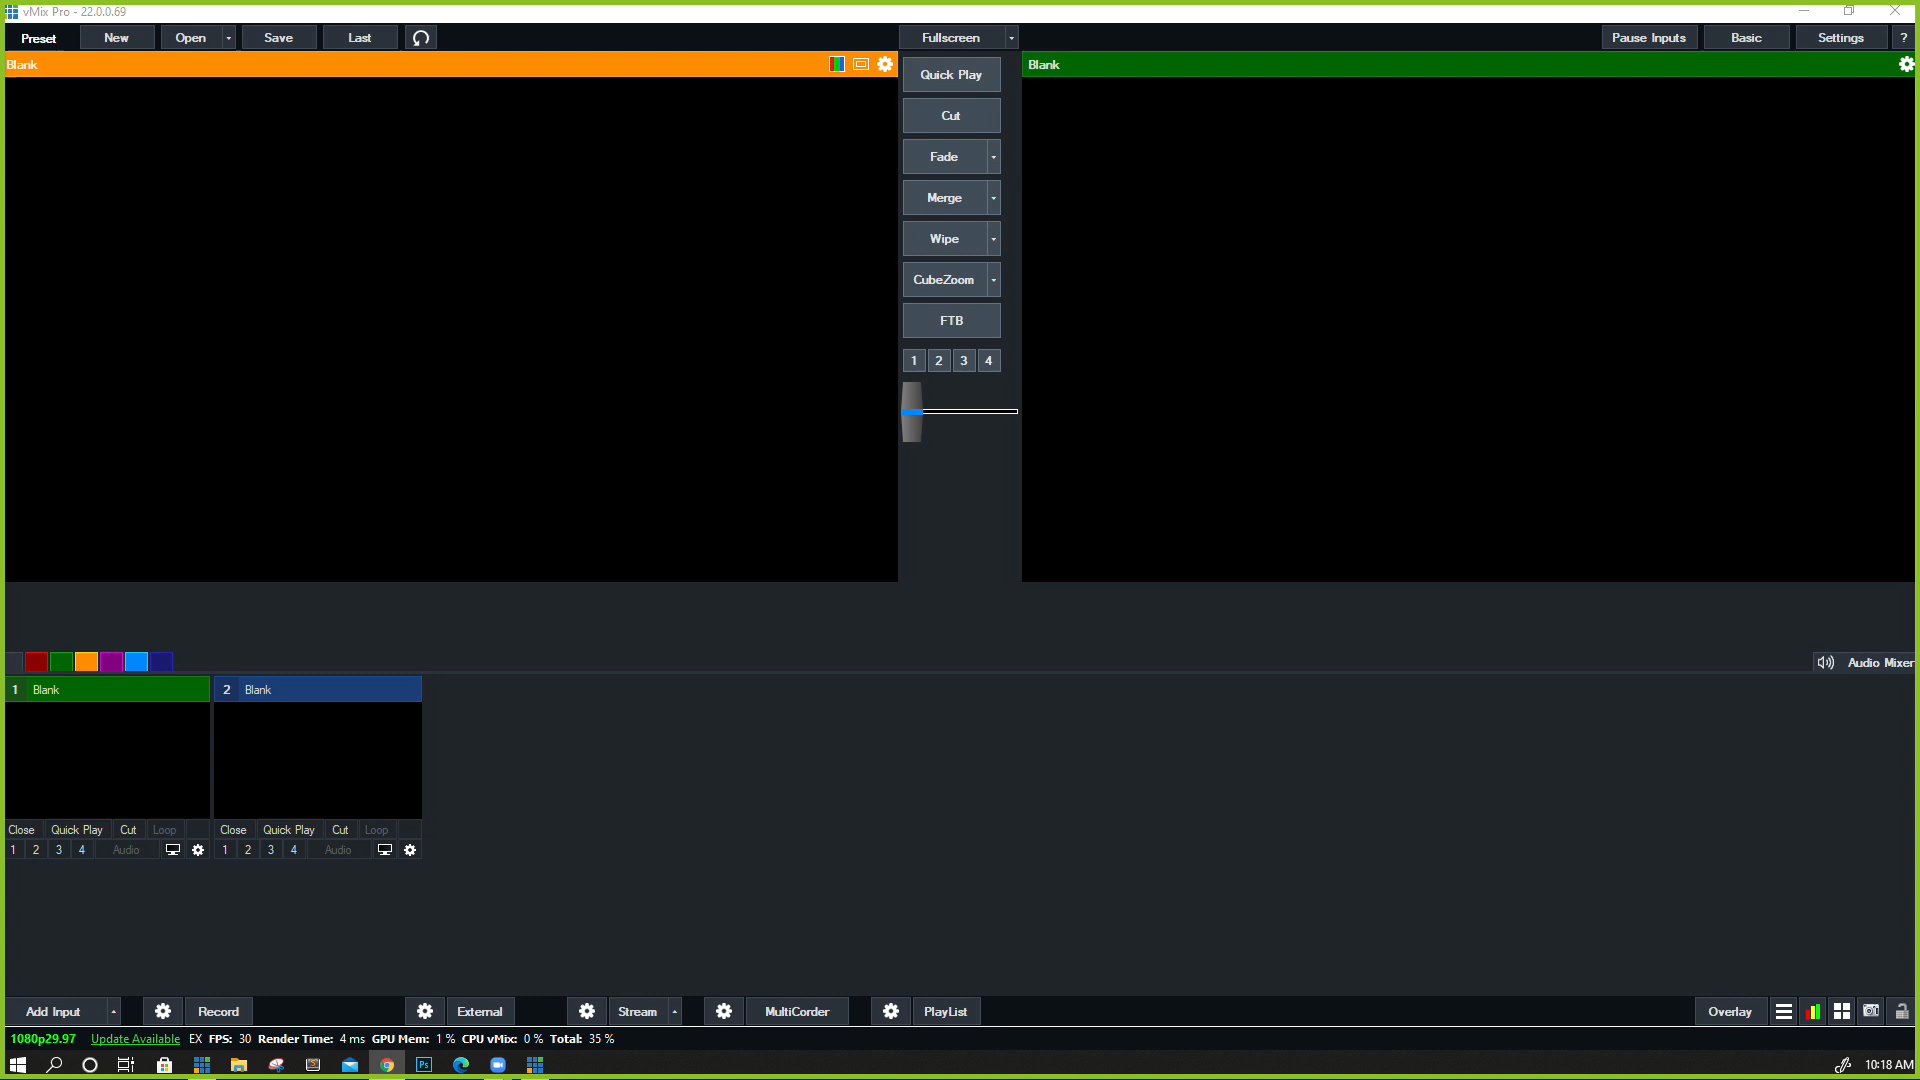 vMix Pro - 22.0.0.69
Preset New Open Save Last Fullscreen Pause Inputs Basic Settings ?
Blank
Quick Play
Cut
Fade
Merge
Wipe
CubeZoom
FTB
1 2 3 4
Blank
Audio Mixer
1 Blank
Close Quick Play Cut Loop
1 2 3 4 Audio
2 Blank
Close Quick Play Cut Loop
1 2 3 4 Audio
Add Input Record External Stream MultiCorder PlayList Overlay
1080p29.97 Update Available EX FPS: 30 Render Time: 4 ms GPU Mem: 1 % CPU vMix: 0 % Total: 35 %
Ps
10:18 AM